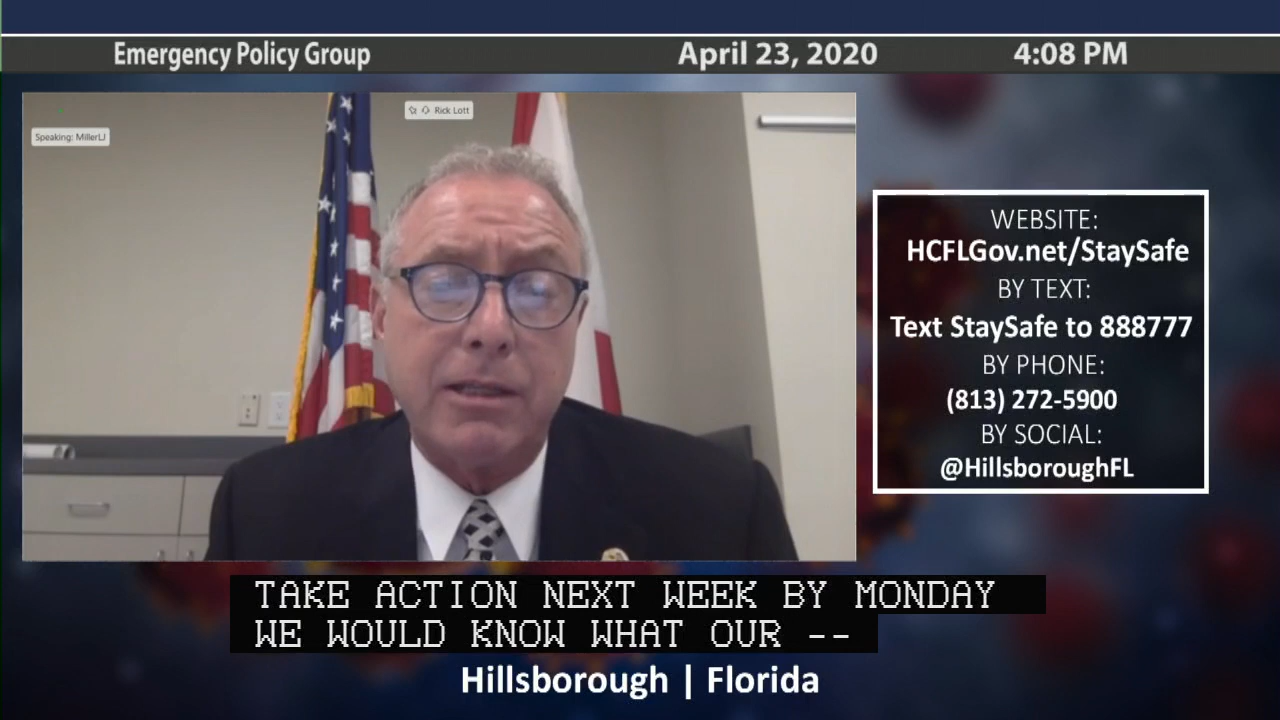 Emergency Policy Group April 23, 2020 4:08 PM
Rick Lott
Speaking: MillerLJ
WEBSITE:
HCFLGov.net/StaySafe
BY TEXT:
Text StaySafe to 888777
BY PHONE:
(813) 272-5900
BY SOCIAL:
@HillsboroughFL
TAKE ACTION NEXT WEEK BY MONDAY
WE WOULD KNOW WHAT OUR --
Hillsborough | Florida